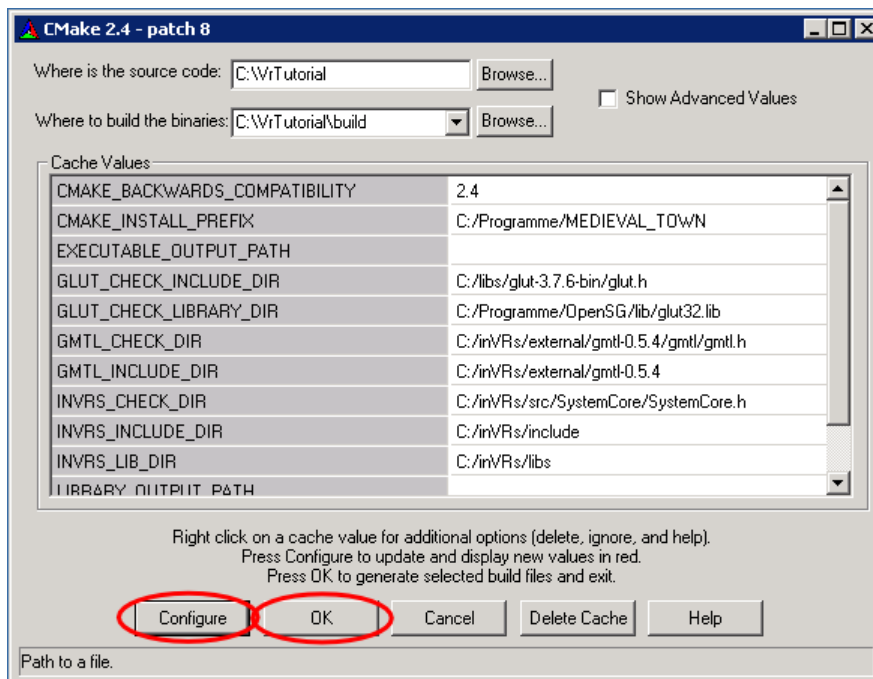 CMake 2.4 - patch 8
Where is the source code: C:\VrTutorial Browse...
Show Advanced Values
Where to build the binaries: C:\VrTutorial\build Browse...
Cache Values
CMAKE_BACKWARDS_COMPATIBILITY 2.4
CMAKE_INSTALL_PREFIX C:/Programme/MEDIEVAL_TOWN
EXECUTABLE_OUTPUT_PATH
GLUT_CHECK_INCLUDE_DIR C:/libs/glut-3.7.6-bin/glut.h
GLUT_CHECK_LIBRARY_DIR C:/Programme/OpenSG/lib/glut32.lib
GMTL_CHECK_DIR C:/inVRs/external/gmtl-0.5.4/gmtl/gmtl.h
GMTL_INCLUDE_DIR C:/inVRs/external/gmtl-0.5.4
INVRS_CHECK_DIR C:/inVRs/src/SystemCore/SystemCore.h
INVRS_INCLUDE_DIR C:/inVRs/include
INVRS_LIB_DIR C:/inVRs/libs
LIBRARY_OUTPUT_PATH
Right click on a cache value for additional options (delete, ignore, and help).
Press Configure to update and display new values in red.
Press OK to generate selected build files and exit.
Configure OK Cancel Delete Cache Help
Path to a file.